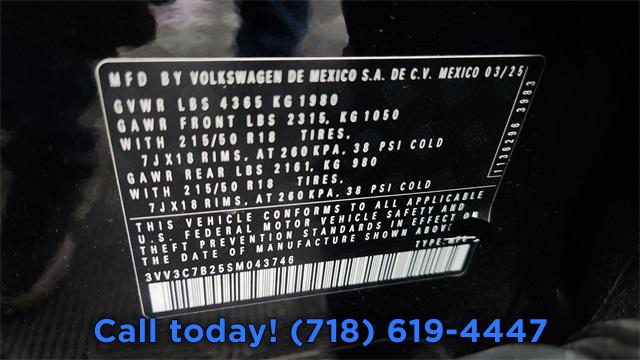 MFD BY VOLKSWAGEN DE MEXICO S.A. DE C.V. MEXICO 03/25
GVWR LBS 4365 KG 1980
GAWR FRONT LBS 2315, KG 1050
WITH 215/50 R18 TIRES.
7JX18 RIMS, AT 260 KPA, 38 PSI COLD
GAWR REAR LBS 2161, KG 980
WITH 215/50 R18 TIRES.
7JX18 RIMS, AT 260 KPA, 38 PSI COLD
THIS VEHICLE CONFORMS TO ALL APPLICABLE
U.S. FEDERAL MOTOR VEHICLE SAFETY AND
THEFT PREVENTION STANDARDS IN EFFECT ON
THE DATE OF MANUFACTURE SHOWN ABOVE
TYPE:
3VV3C7B25SM043746
1136296 3983
Call today! (718) 619-4447